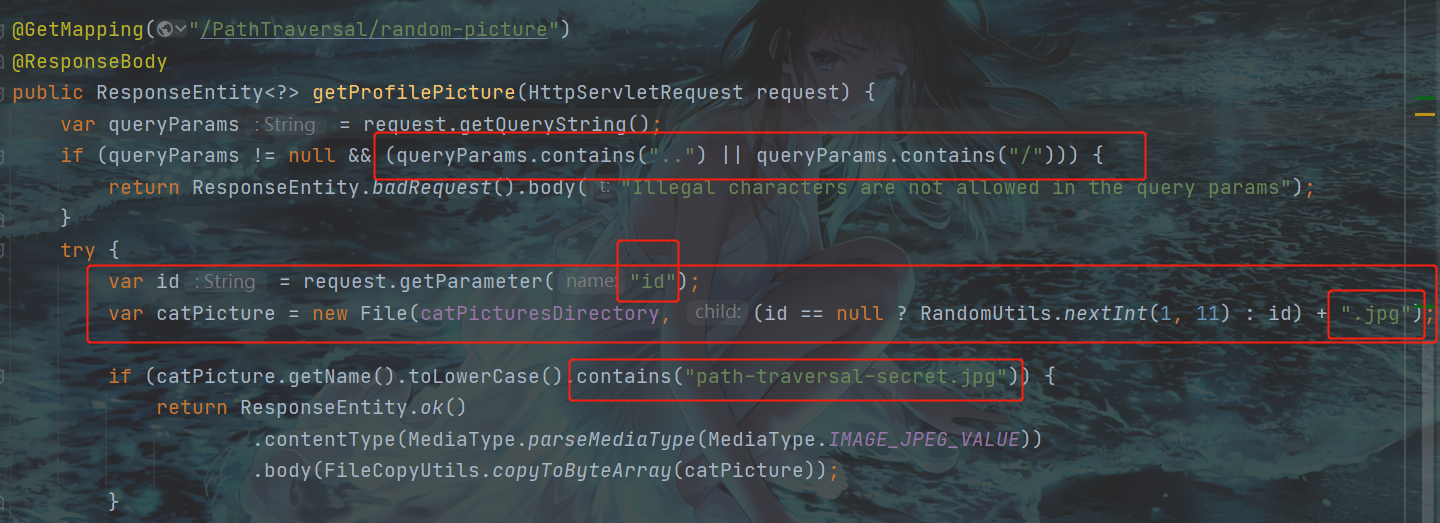 @GetMapping("/PathTraversal/random-picture")
@ResponseBody
public ResponseEntity<?> getProfilePicture(HttpServletRequest request) {
var queryParams : String = request.getQueryString();
if (queryParams != null && (queryParams.contains("..") || queryParams.contains("/"))) {
return ResponseEntity.badRequest().body( t: "Illegal characters are not allowed in the query params");
}
try {
var id : String = request.getParameter( name: "id");
var catPicture = new File(catPicturesDirectory, child: (id == null ? RandomUtils.nextInt(1, 11) : id) + ".jpg");
if (catPicture.getName().toLowerCase().contains("path-traversal-secret.jpg")) {
return ResponseEntity.ok()
.contentType(MediaType.parseMediaType(MediaType.IMAGE_JPEG_VALUE))
.body(FileCopyUtils.copyToByteArray(catPicture));
}